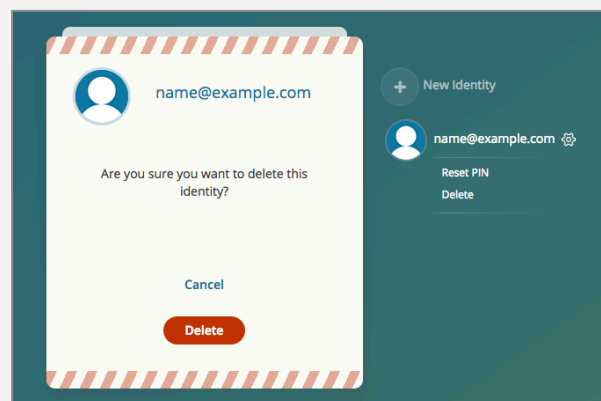 name@example.com
Are you sure you want to delete this
identity?
Cancel
Delete
New Identity
name@example.com
Reset PIN
Delete